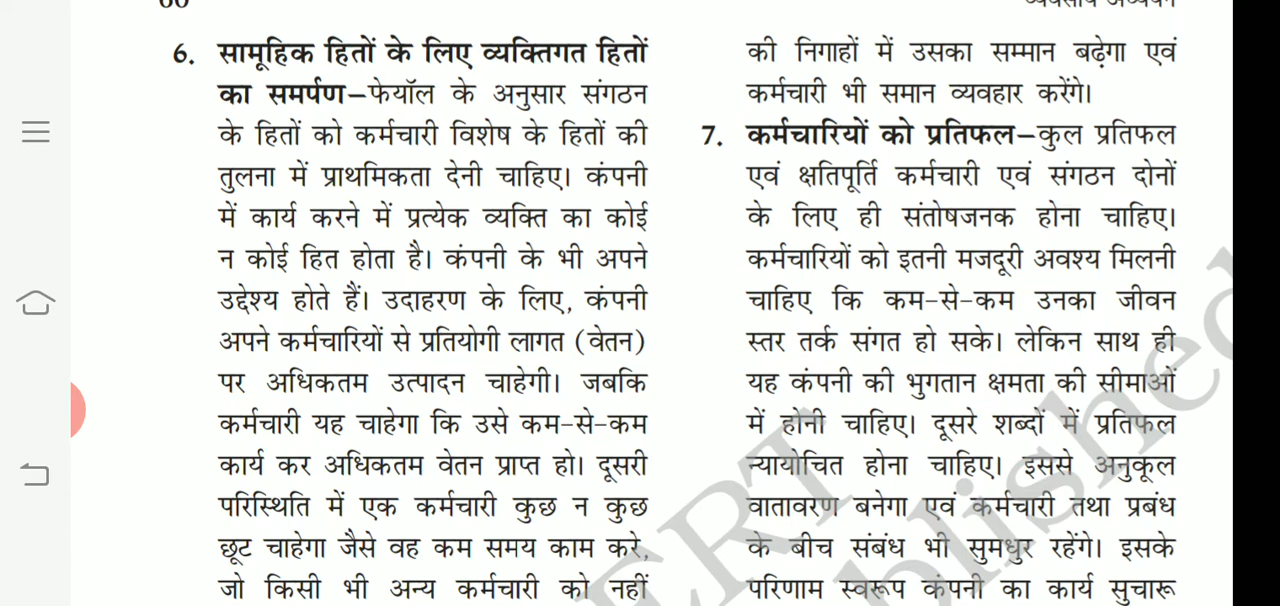 60
व्यवसाय अध्ययन
6. सामूहिक हितों के लिए व्यक्तिगत हितों
का समर्पण–फेयॉल के अनुसार संगठन
के हितों को कर्मचारी विशेष के हितों की
तुलना में प्राथमिकता देनी चाहिए। कंपनी
में कार्य करने में प्रत्येक व्यक्ति का कोई
न कोई हित होता है। कंपनी के भी अपने
उद्देश्य होते हैं। उदाहरण के लिए, कंपनी
अपने कर्मचारियों से प्रतियोगी लागत (वेतन)
पर अधिकतम उत्पादन चाहेगी। जबकि
कर्मचारी यह चाहेगा कि उसे कम-से-कम
कार्य कर अधिकतम वेतन प्राप्त हो। दूसरी
परिस्थिति में एक कर्मचारी कुछ न कुछ
छूट चाहेगा जैसे वह कम समय काम करे,
जो किसी भी अन्य कर्मचारी को नहीं
की निगाहों में उसका सम्मान बढ़ेगा एवं
कर्मचारी भी समान व्यवहार करेंगे।
7. कर्मचारियों को प्रतिफल–कुल प्रतिफल
एवं क्षतिपूर्ति कर्मचारी एवं संगठन दोनों
के लिए ही संतोषजनक होना चाहिए।
कर्मचारियों को इतनी मजदूरी अवश्य मिलनी
चाहिए कि कम-से-कम उनका जीवन
स्तर तर्क संगत हो सके। लेकिन साथ ही
यह कंपनी की भुगतान क्षमता की सीमाओं
में होनी चाहिए। दूसरे शब्दों में प्रतिफल
न्यायोचित होना चाहिए। इससे अनुकूल
वातावरण बनेगा एवं कर्मचारी तथा प्रबंध
के बीच संबंध भी सुमधुर रहेंगे। इसके
परिणाम स्वरूप कंपनी का कार्य सुचारू